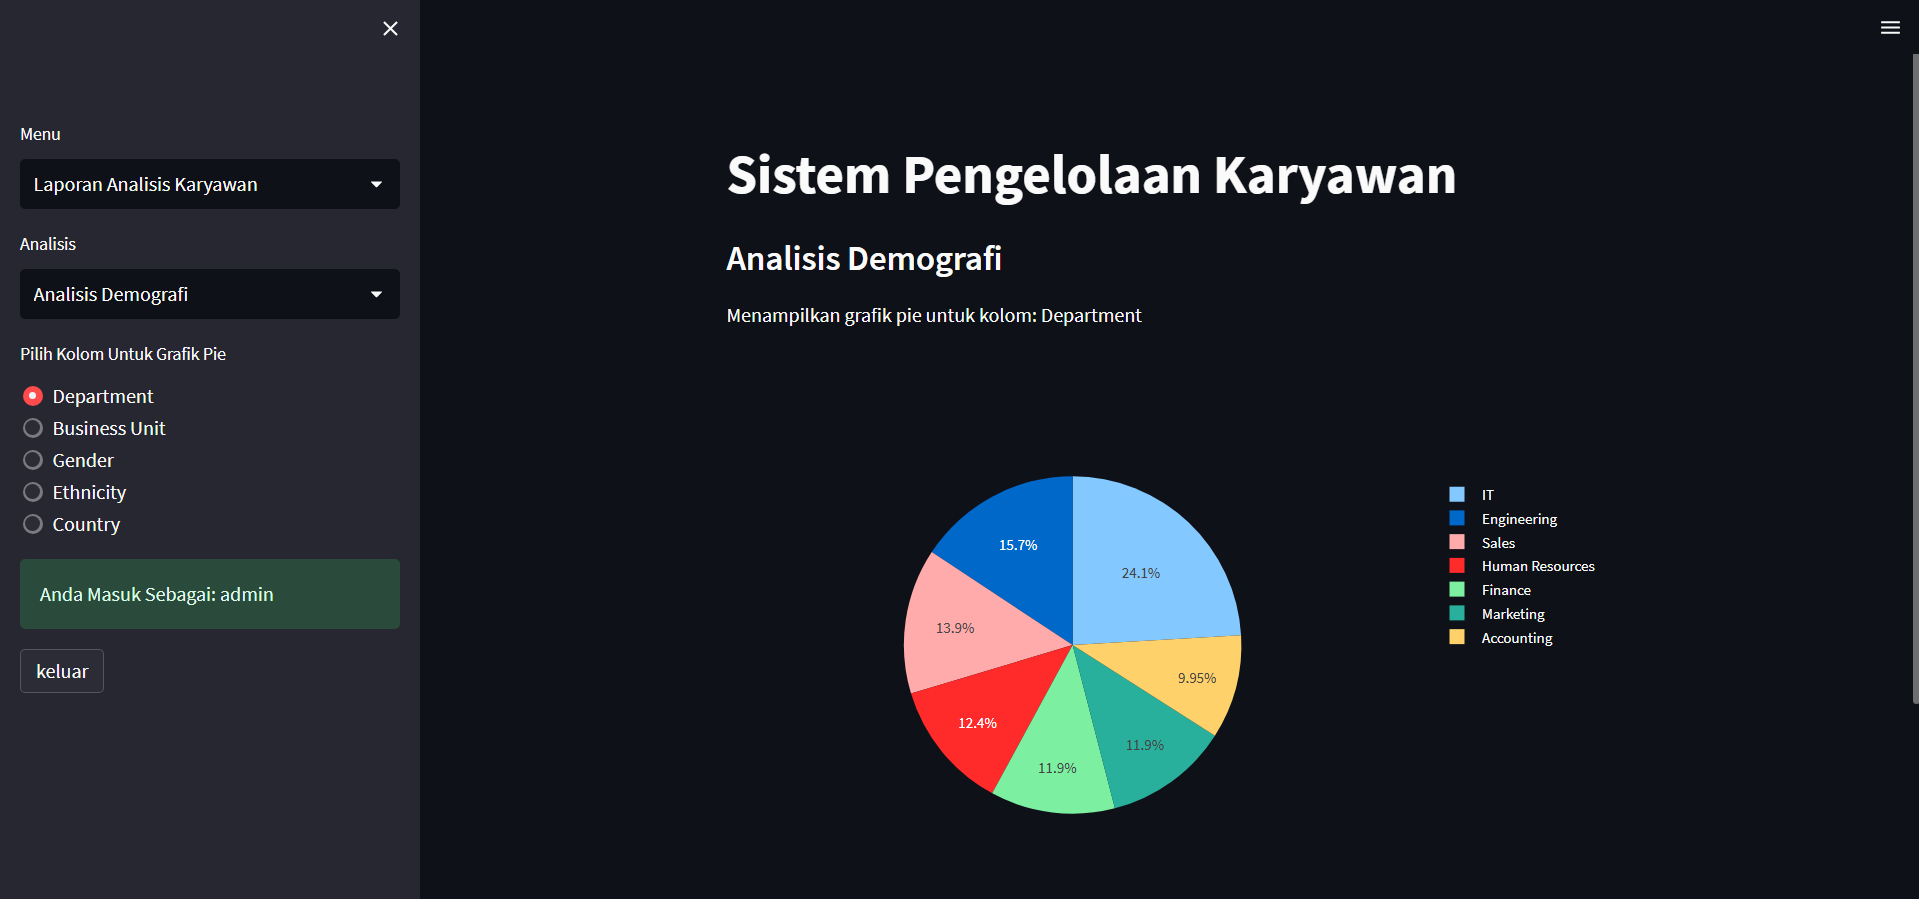 Menu
Laporan Analisis Karyawan
Analisis
Analisis Demografi
Pilih Kolom Untuk Grafik Pie
Department
Business Unit
Gender
Ethnicity
Country
Anda Masuk Sebagai: admin
keluar
Sistem Pengelolaan Karyawan
Analisis Demografi
Menampilkan grafik pie untuk kolom: Department
15.7%
24.1%
13.9%
9.95%
12.4%
11.9%
11.9%
IT
Engineering
Sales
Human Resources
Finance
Marketing
Accounting